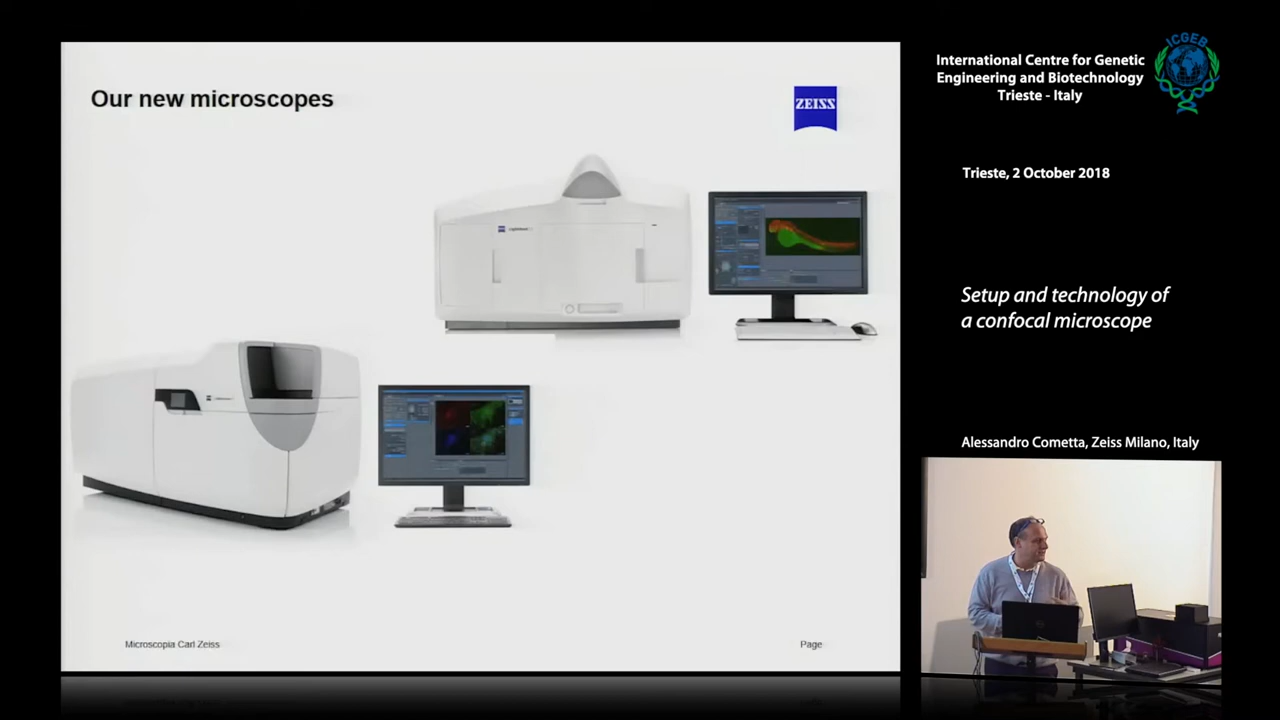 Our new microscopes
ZEISS
Microscopia Carl Zeiss
Page
International Centre for Genetic
Engineering and Biotechnology
Trieste - Italy
ICGEB
Trieste, 2 October 2018
Setup and technology of
a confocal microscope
Alessandro Cometta, Zeiss Milano, Italy